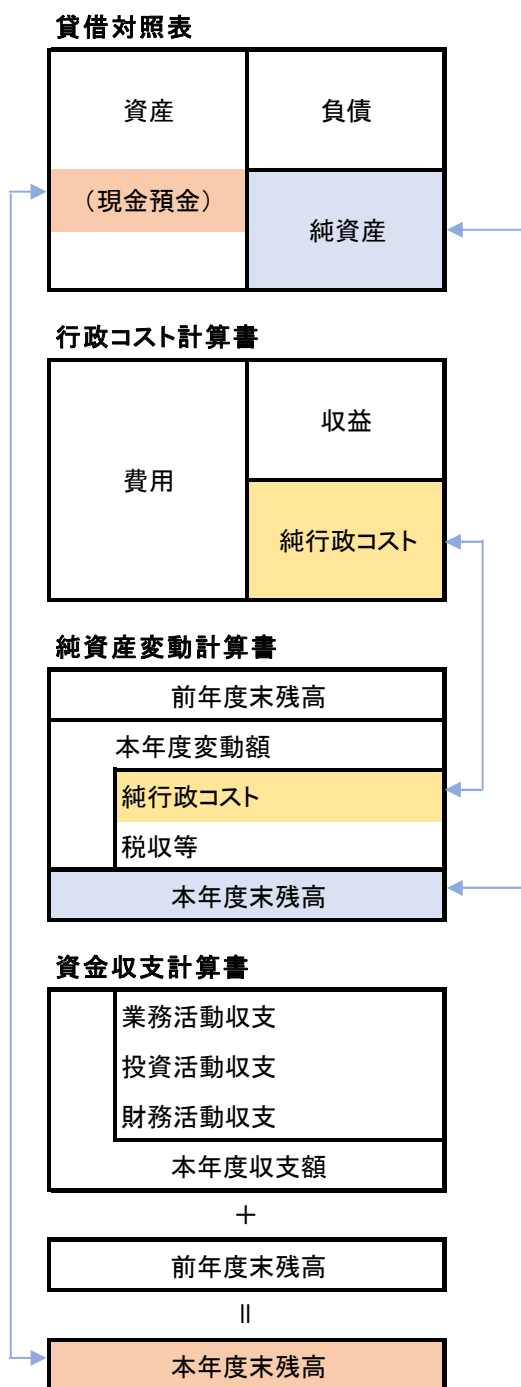 貸借対照表
資産
負債
（現金預金）
純資産
行政コスト計算書
費用
収益
純行政コスト
純資産変動計算書
前年度末残高
本年度変動額
純行政コスト
税収等
本年度末残高
資金収支計算書
業務活動収支
投資活動収支
財務活動収支
本年度収支額
＋
前年度末残高
＝
本年度末残高